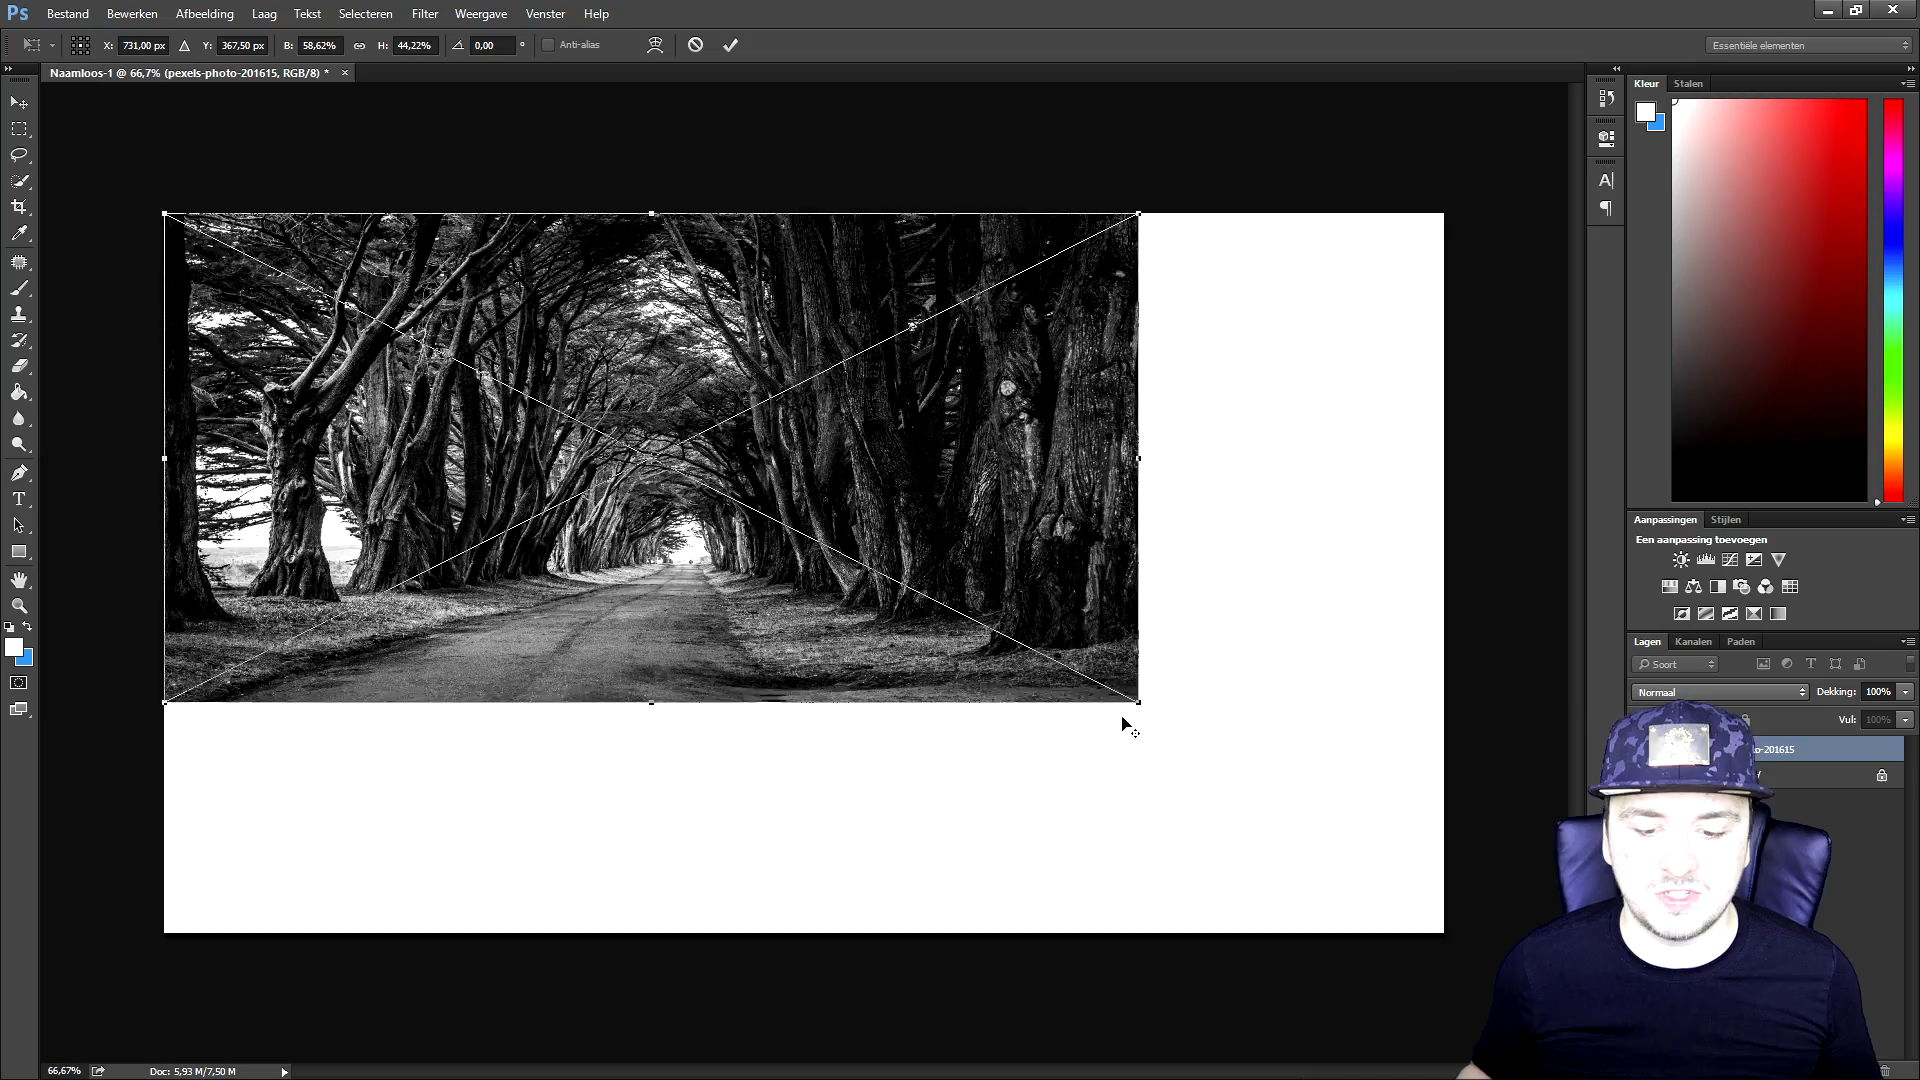 Ps Bestand Bewerken Afbeelding Laag Tekst Selecteren Filter Weergave Venster Help
X: 731,00 px Y: 367,50 px B: 58,62% H: 44,22% 0,00 ° Anti-alias Essentiële elementen
Naamloos-1 @ 66,7% (pexels-photo-201615, RGB/8) * ×
Kleur Stalen
Aanpassingen Stijlen
Een aanpassing toevoegen
Lagen Kanalen Paden
Soort
Normaal Dekking: 100%
Vul: 100%
o-201615
66,67% Doc: 5,93 M/7,50 M